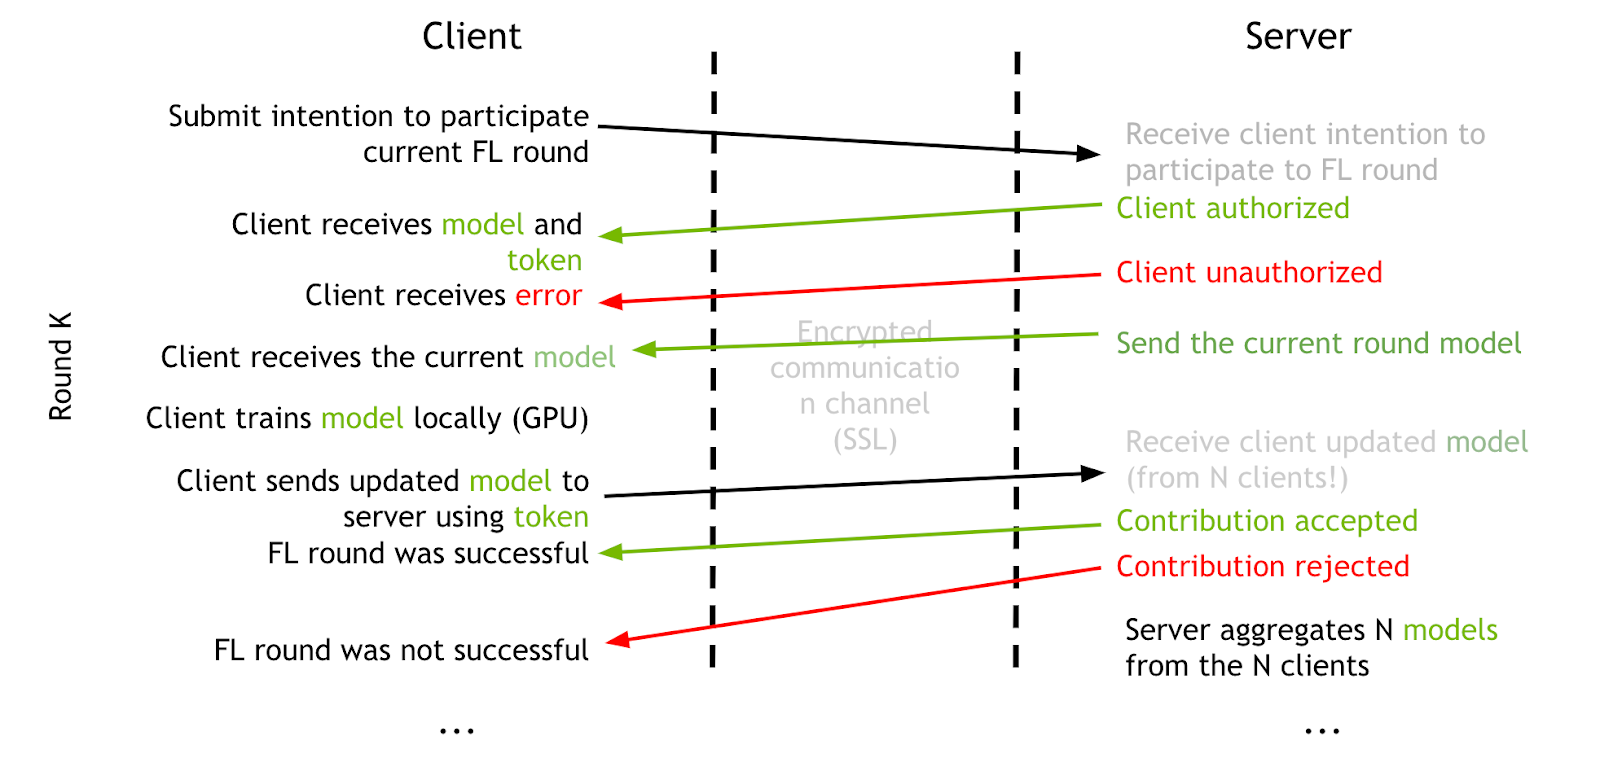 Client
Server
Submit intention to participate
current FL round
Receive client intention to
participate to FL round
Client authorized
Client receives model and
token
Client unauthorized
Client receives error
Round K
Encrypted
communicatio
n channel
(SSL)
Send the current round model
Client receives the current model
Client trains model locally (GPU)
Receive client updated model
(from N clients!)
Client sends updated model to
server using token
Contribution accepted
FL round was successful
Contribution rejected
FL round was not successful
Server aggregates N models
from the N clients
...
...